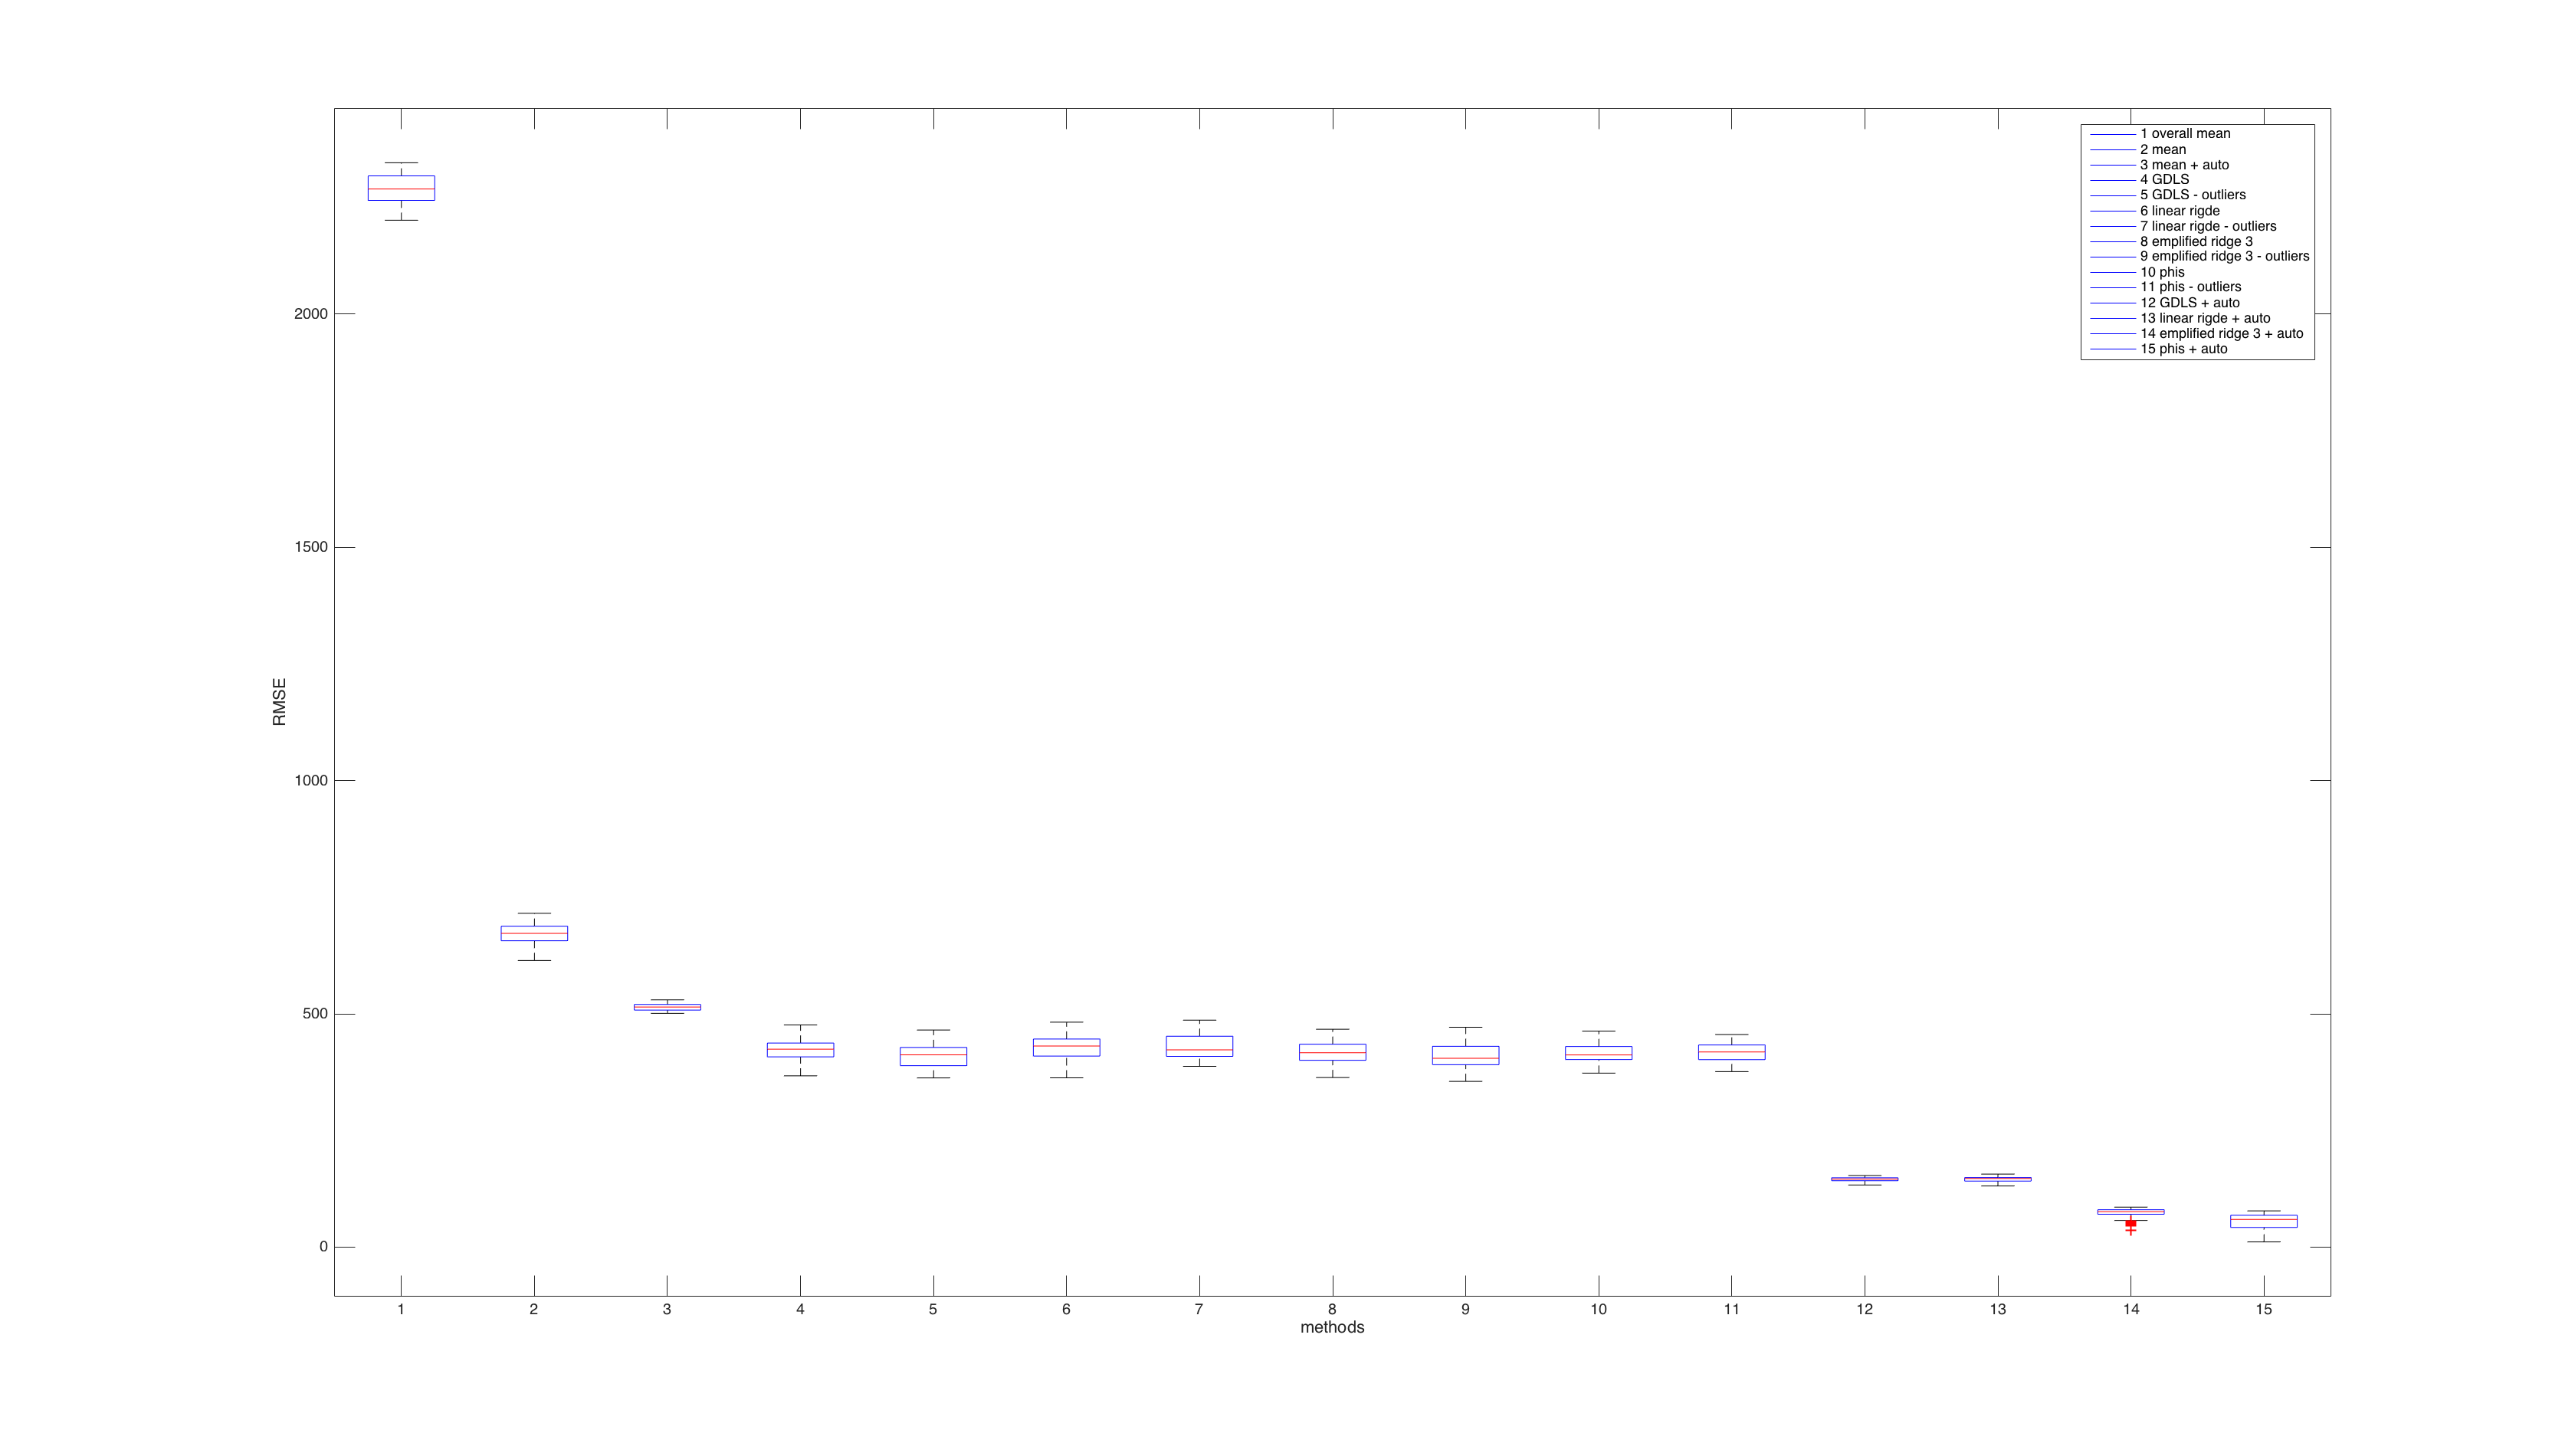 1 overall mean
2 mean
3 mean + auto
4 GDLS
5 GDLS - outliers
6 linear rigde
7 linear rigde - outliers
8 emplified ridge 3
9 emplified ridge 3 - outliers
10 phis
11 phis - outliers
12 GDLS + auto
13 linear rigde + auto
14 emplified ridge 3 + auto
15 phis + auto
2000
1500
1000
500
0
RMSE
1 2 3 4 5 6 7 8 9 10 11 12 13 14 15
methods